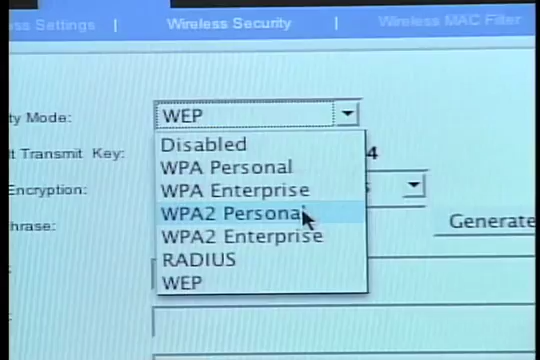 ess Settings | Wireless Security | Wireless MAC Filter
ty Mode: WEP
Disabled
t Transmit Key: 4
WPA Personal
Encryption: WPA Enterprise s
WPA2 Personal
hrase: Generate
WPA2 Enterprise
RADIUS
WEP